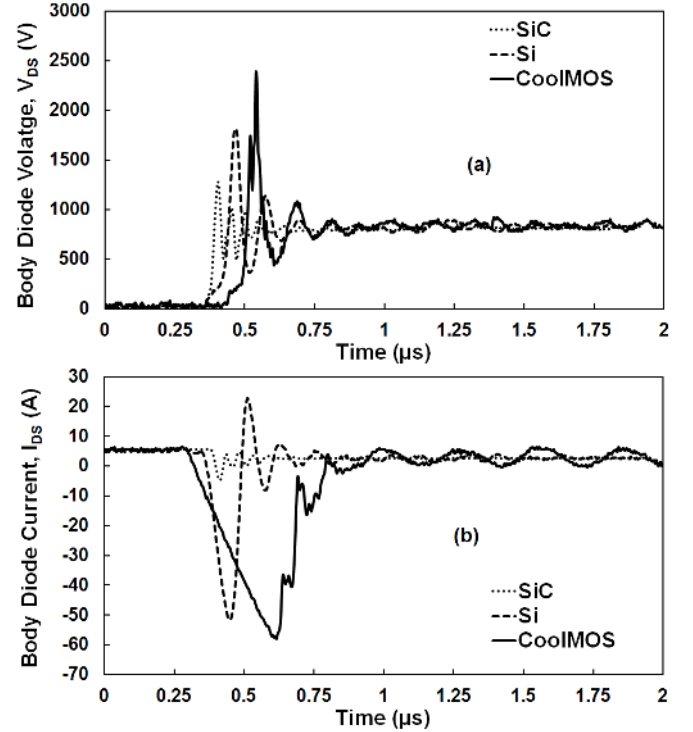 3000
2500
2000
1500
1000
500
0
Body Diode Volatge, V_DS (V)
SiC
Si
CoolMOS
(a)
0 0.25 0.5 0.75 1 1.25 1.5 1.75 2
Time (μs)
30
20
10
0
-10
-20
-30
-40
-50
-60
-70
Body Diode Current, I_DS (A)
(b)
SiC
Si
CoolMOS
0 0.25 0.5 0.75 1 1.25 1.5 1.75 2
Time (μs)